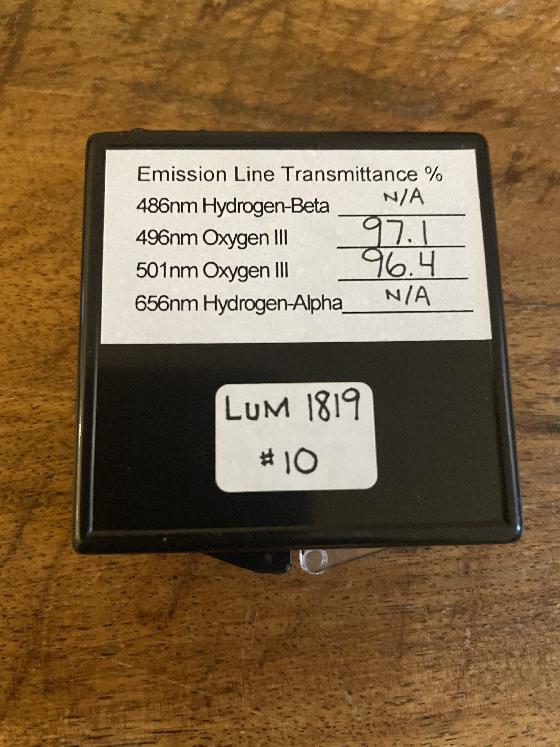 Emission Line Transmittance %
486nm Hydrogen-Beta N/A
496nm Oxygen III 97.1
501nm Oxygen III 96.4
656nm Hydrogen-Alpha N/A
LUM 1819
#10